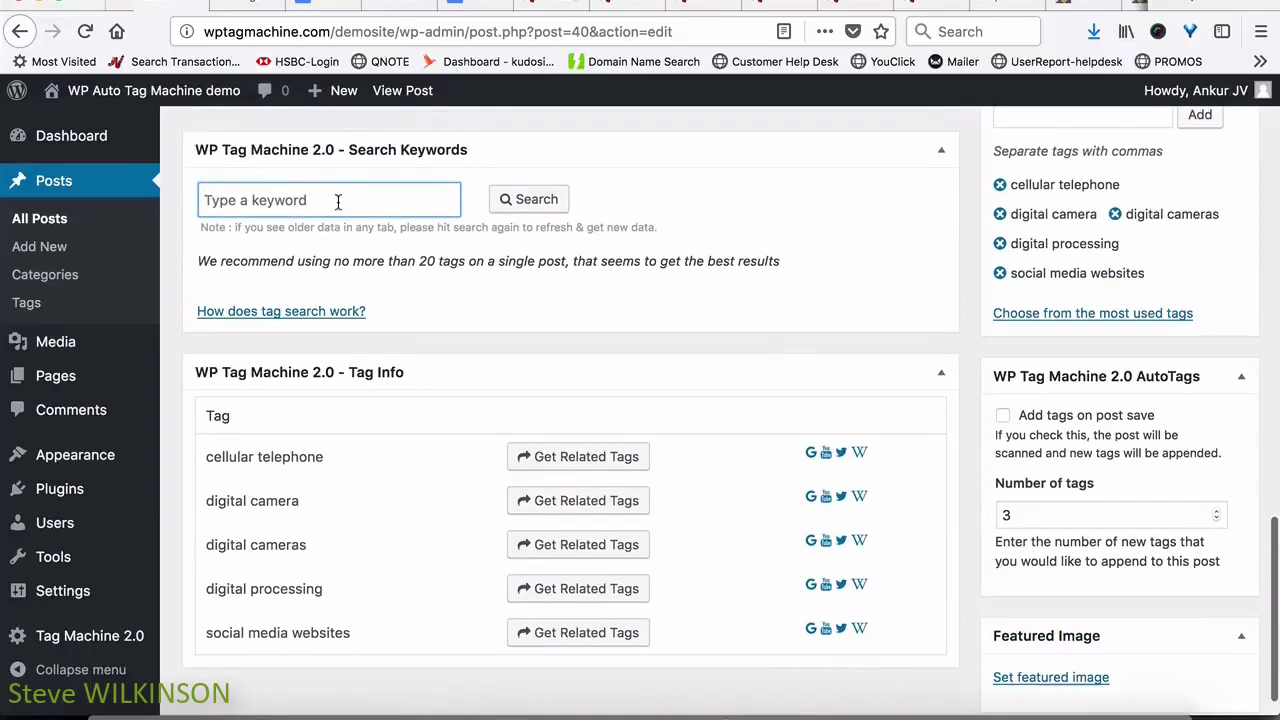 wptagmachine.com/demosite/wp-admin/post.php?post=40&action=edit
Search
Most Visited
Search Transaction...
HSBC-Login
QNOTE
Dashboard - kudosi...
Domain Name Search
Customer Help Desk
YouClick
Mailer
UserReport-helpdesk
PROMOS
WP Auto Tag Machine demo
0
New
View Post
Howdy, Ankur JV
Dashboard
Posts
All Posts
Add New
Categories
Tags
Media
Pages
Comments
Appearance
Plugins
Users
Tools
Settings
Tag Machine 2.0
Collapse menu
Steve WILKINSON
WP Tag Machine 2.0 - Search Keywords
Type a keyword
Search
Note : if you see older data in any tab, please hit search again to refresh & get new data.
We recommend using no more than 20 tags on a single post, that seems to get the best results
How does tag search work?
WP Tag Machine 2.0 - Tag Info
Tag
cellular telephone Get Related Tags
digital camera Get Related Tags
digital cameras Get Related Tags
digital processing Get Related Tags
social media websites Get Related Tags
Add
Separate tags with commas
cellular telephone
digital camera digital cameras
digital processing
social media websites
Choose from the most used tags
WP Tag Machine 2.0 AutoTags
Add tags on post save
If you check this, the post will be
scanned and new tags will be appended.
Number of tags
3
Enter the number of new tags that
you would like to append to this post
Featured Image
Set featured image